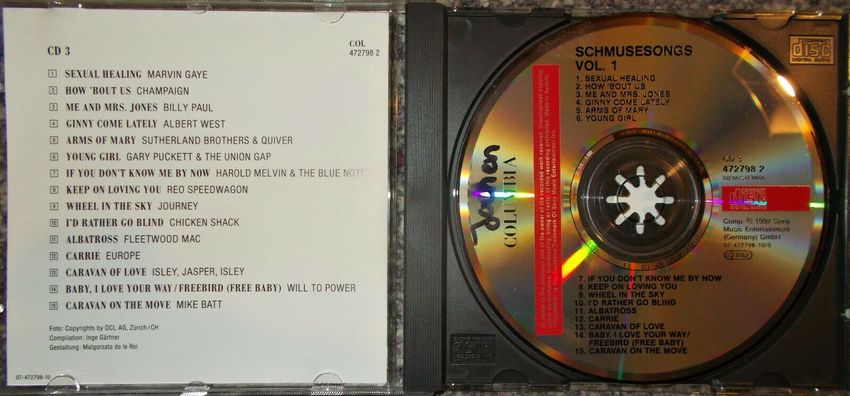 CD 3
COL
472798 2
1 SEXUAL HEALING MARVIN GAYE
2 HOW 'BOUT US CHAMPAIGN
3 ME AND MRS. JONES BILLY PAUL
4 GINNY COME LATELY ALBERT WEST
5 ARMS OF MARY SUTHERLAND BROTHERS & QUIVER
6 YOUNG GIRL GARY PUCKETT & THE UNION GAP
7 IF YOU DON'T KNOW ME BY NOW HAROLD MELVIN & THE BLUE NOTES
8 KEEP ON LOVING YOU REO SPEEDWAGON
9 WHEEL IN THE SKY JOURNEY
10 I'D RATHER GO BLIND CHICKEN SHACK
11 ALBATROSS FLEETWOOD MAC
12 CARRIE EUROPE
13 CARAVAN OF LOVE ISLEY, JASPER, ISLEY
14 BABY, I LOVE YOUR WAY/FREEBIRD (FREE BABY) WILL TO POWER
15 CARAVAN ON THE MOVE MIKE BATT
Foto: Copyrights by DCL AG, Zürich/CH
Compilation: Inge Gärtner
Gestaltung: Malgorzata de le Roi
07-472798-10
SCHMUSESONGS
VOL. 1
1. SEXUAL HEALING
2. HOW 'BOUT US
3. ME AND MRS. JONES
4. GINNY COME LATELY
5. ARMS OF MARY
6. YOUNG GIRL
COMPACT
disc
DIGITAL AUDIO
Jochen
COLUMBIA
CD 3
472798 2
COMPACT
disc
DIGITAL AUDIO
Comp. ℗ 1992 Sony
Music Entertainment
(Germany) GmbH
07-472798-10/3
7. IF YOU DON'T KNOW ME BY NOW
8. KEEP ON LOVING YOU
9. WHEEL IN THE SKY
10. I'D RATHER GO BLIND
11. ALBATROSS
12. CARRIE
13. CARAVAN OF LOVE
14. BABY, I LOVE YOUR WAY/
FREEBIRD (FREE BABY)
15. CARAVAN ON THE MOVE